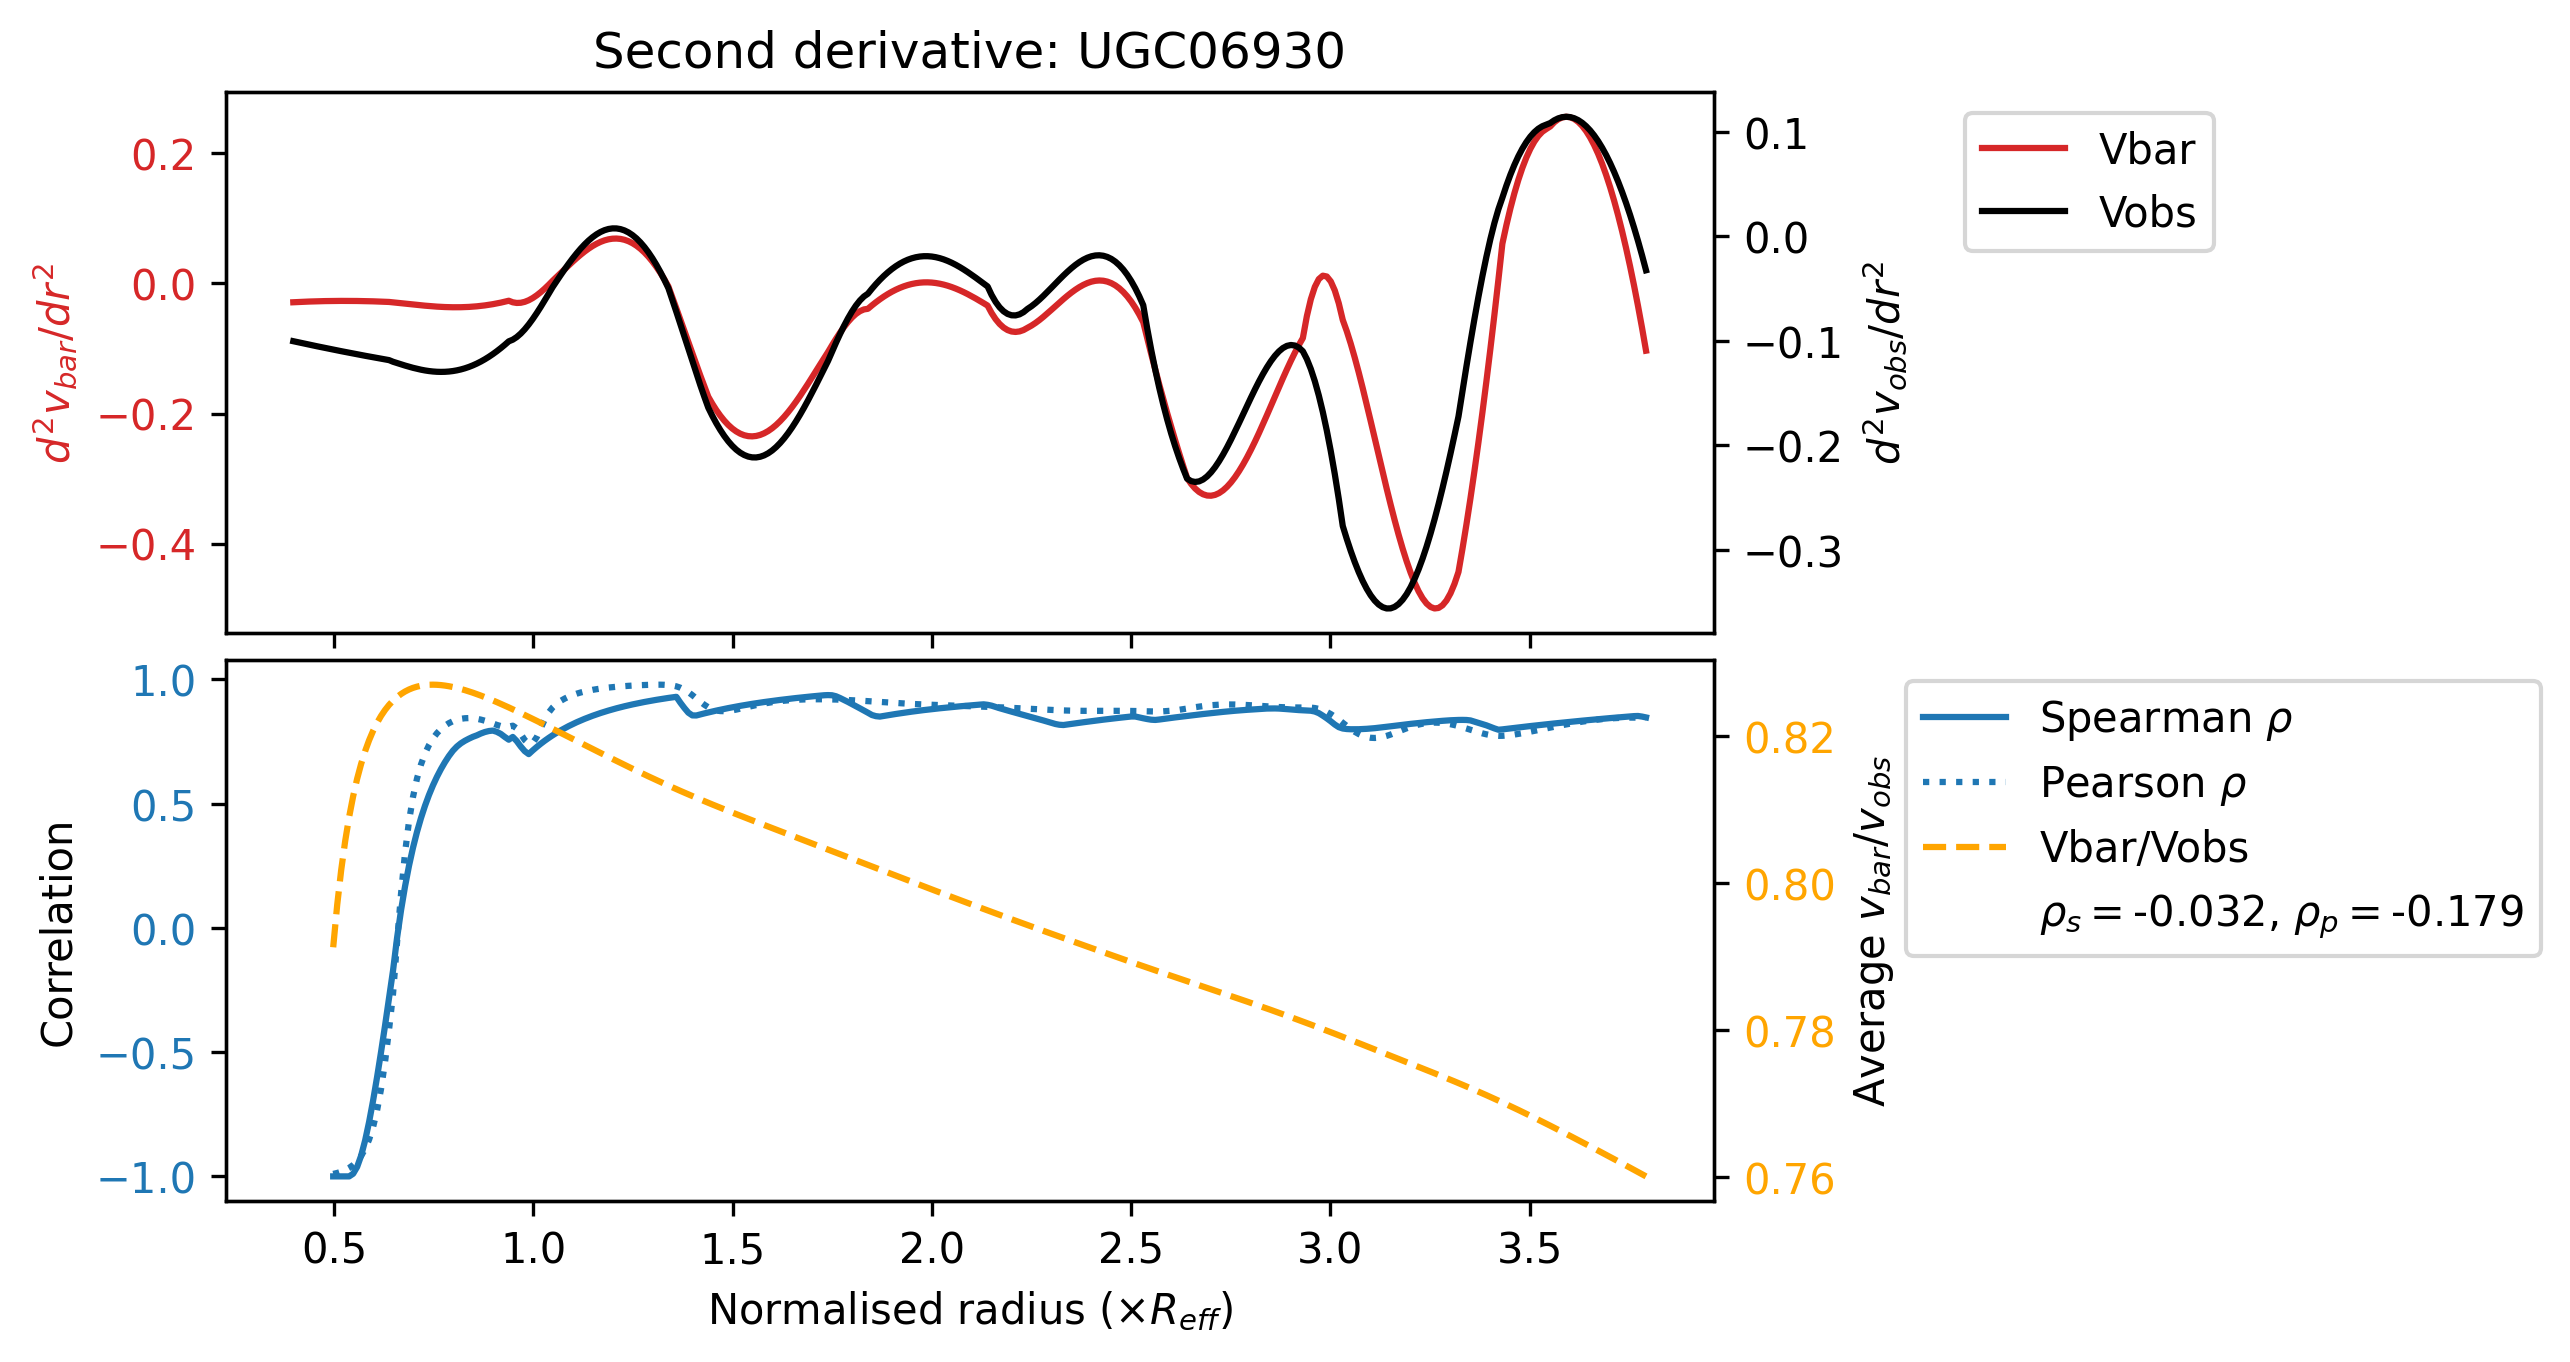 Second derivative: UGC06930
0.2
0.0
−0.2
−0.4
d²v_bar/dr²
0.1
0.0
−0.1
−0.2
−0.3
d²v_obs/dr²
Vbar
Vobs
1.0
0.5
0.0
−0.5
−1.0
Correlation
0.82
0.80
0.78
0.76
Average v_bar/v_obs
Spearman ρ
Pearson ρ
Vbar/Vobs
ρ_s = -0.032, ρ_p = -0.179
0.5 1.0 1.5 2.0 2.5 3.0 3.5
Normalised radius (×R_eff)